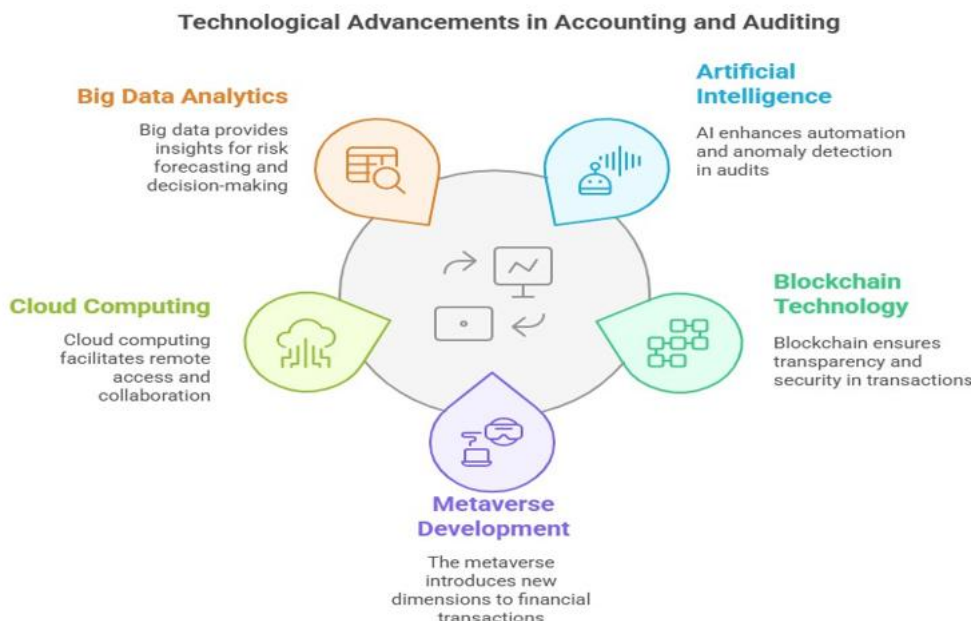 Technological Advancements in Accounting and Auditing
Big Data Analytics
Big data provides
insights for risk
forecasting and
decision-making
Artificial
Intelligence
AI enhances automation
and anomaly detection
in audits
Cloud Computing
Cloud computing
facilitates remote
access and
collaboration
Blockchain
Technology
Blockchain ensures
transparency and
security in transactions
Metaverse
Development
The metaverse
introduces new
dimensions to financial
transactions